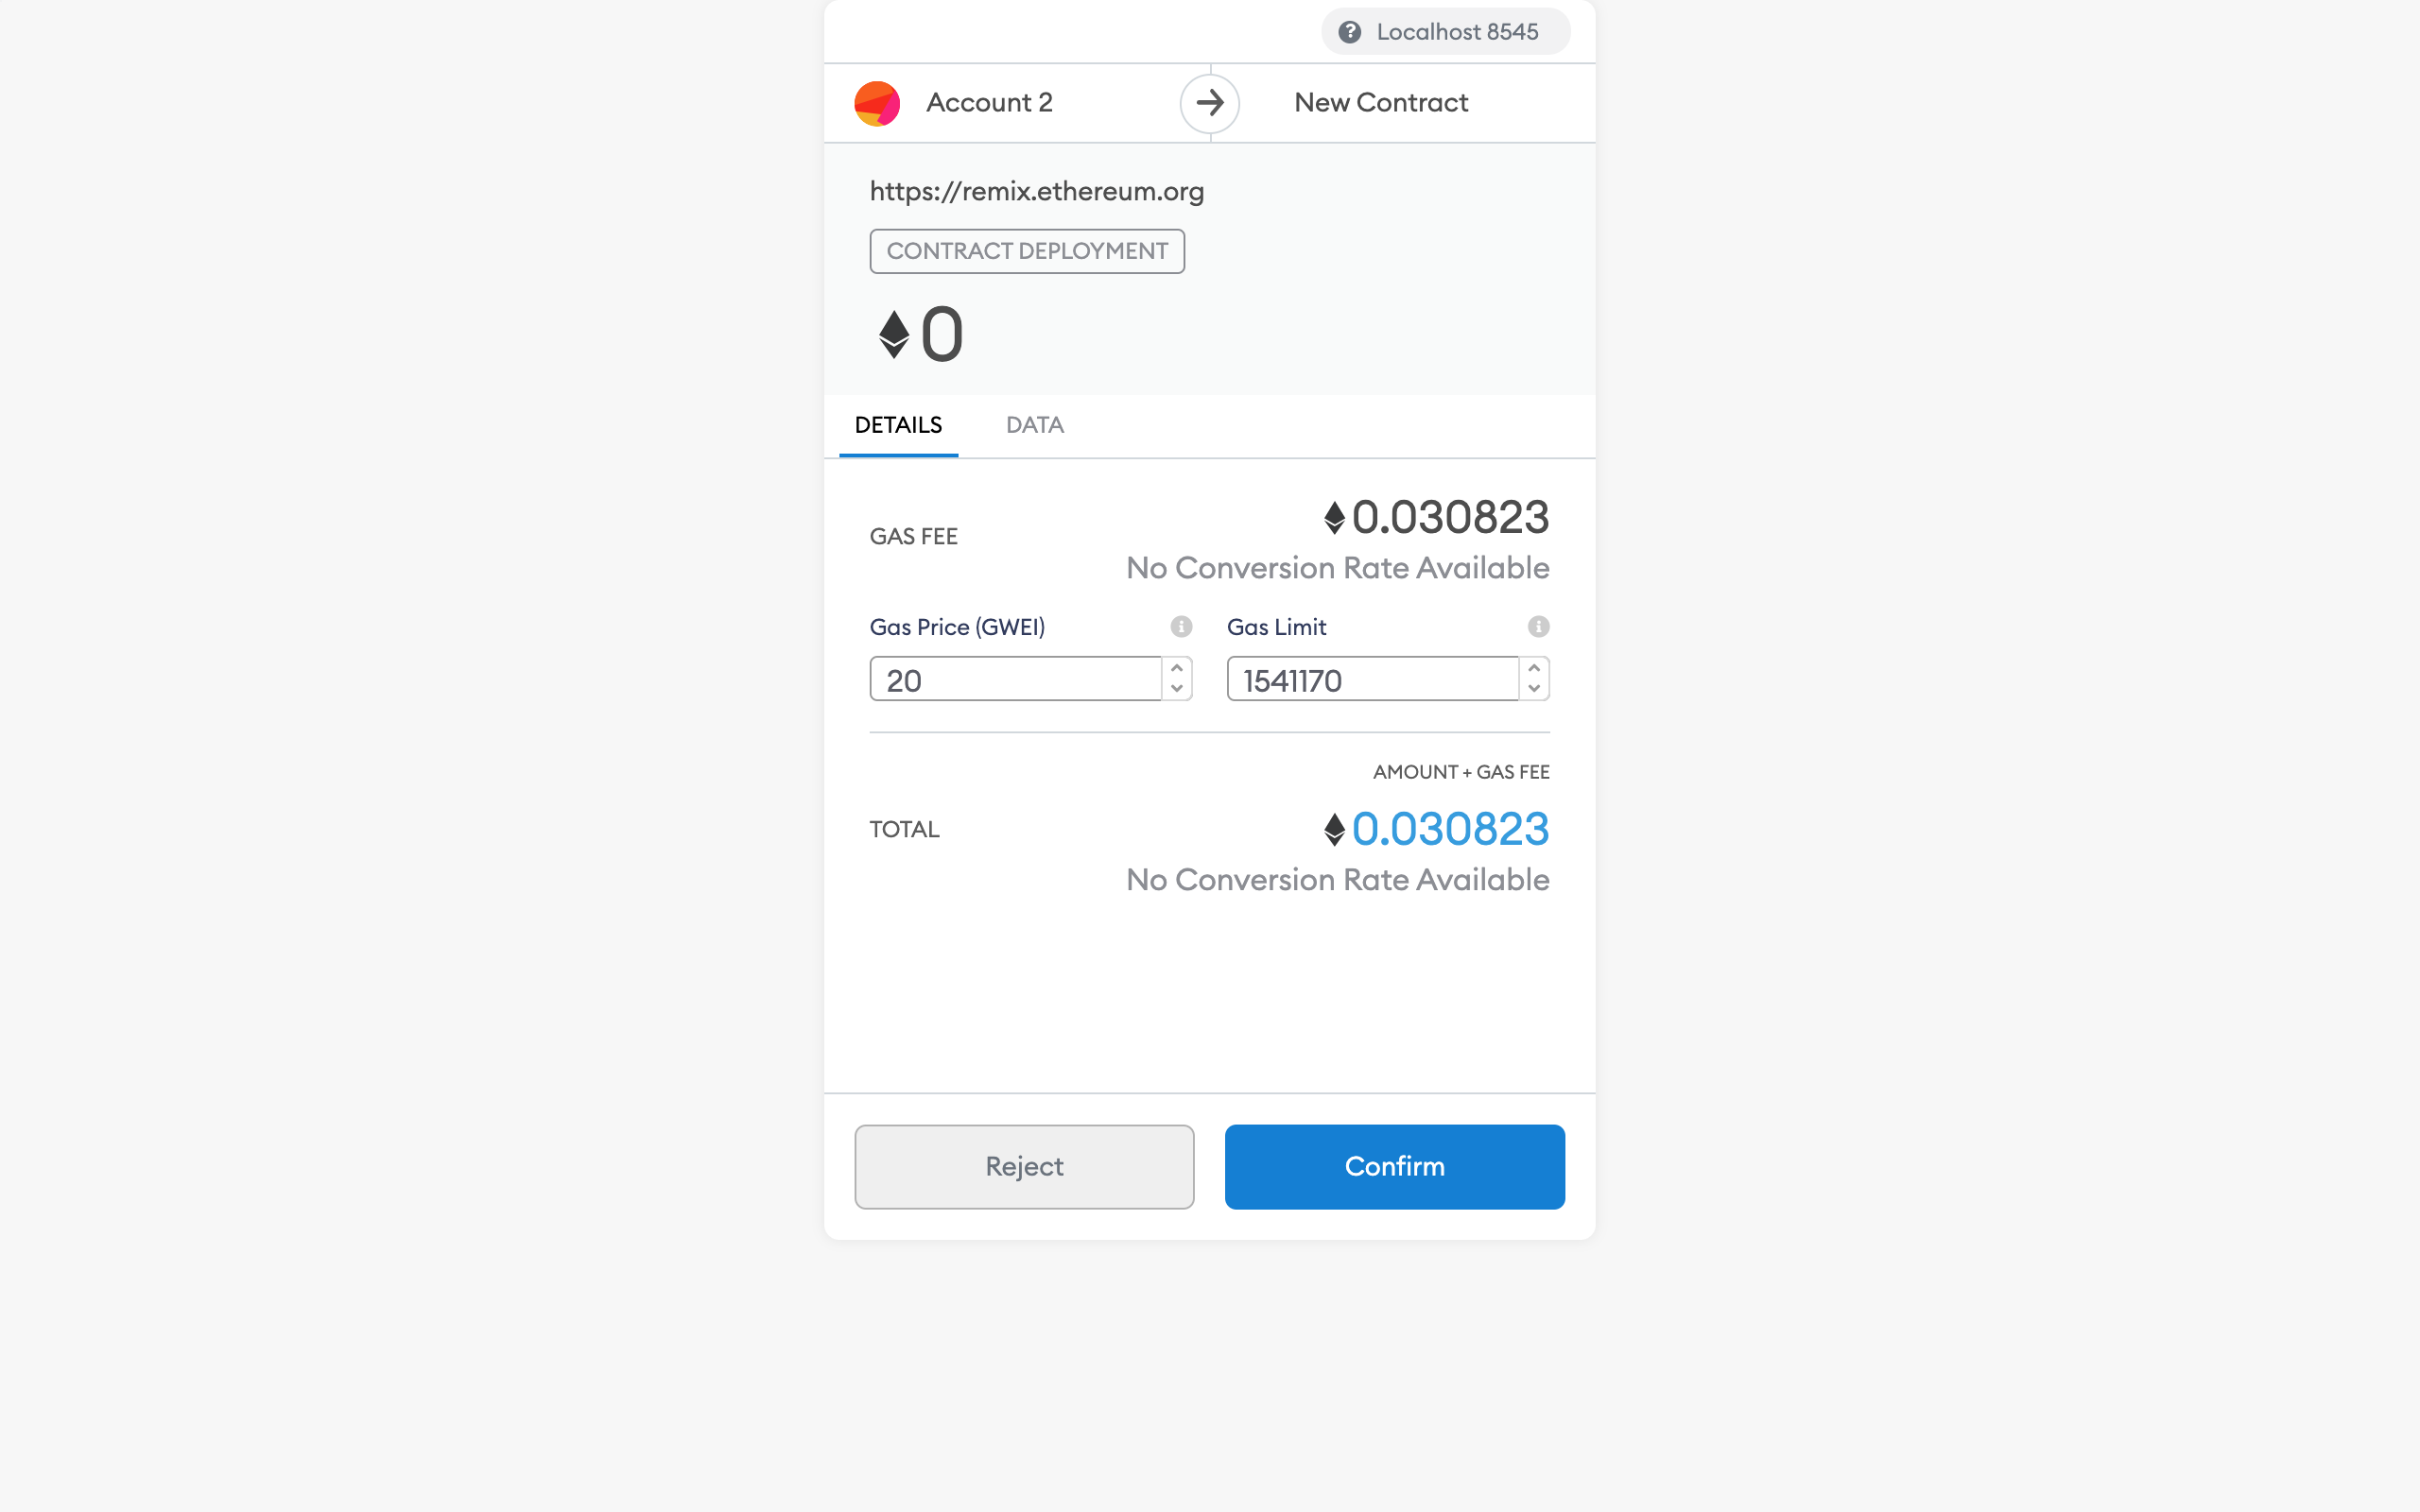 Localhost 8545
Account 2
New Contract
https://remix.ethereum.org
CONTRACT DEPLOYMENT
0
DETAILS
DATA
GAS FEE
0.030823
No Conversion Rate Available
Gas Price (GWEI)
Gas Limit
20
1541170
AMOUNT + GAS FEE
TOTAL
0.030823
No Conversion Rate Available
Reject
Confirm